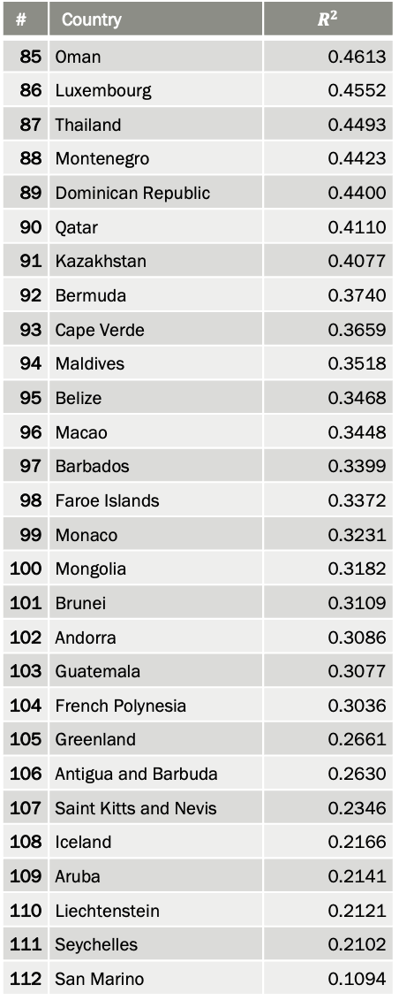 # Country R²
85 Oman 0.4613
86 Luxembourg 0.4552
87 Thailand 0.4493
88 Montenegro 0.4423
89 Dominican Republic 0.4400
90 Qatar 0.4110
91 Kazakhstan 0.4077
92 Bermuda 0.3740
93 Cape Verde 0.3659
94 Maldives 0.3518
95 Belize 0.3468
96 Macao 0.3448
97 Barbados 0.3399
98 Faroe Islands 0.3372
99 Monaco 0.3231
100 Mongolia 0.3182
101 Brunei 0.3109
102 Andorra 0.3086
103 Guatemala 0.3077
104 French Polynesia 0.3036
105 Greenland 0.2661
106 Antigua and Barbuda 0.2630
107 Saint Kitts and Nevis 0.2346
108 Iceland 0.2166
109 Aruba 0.2141
110 Liechtenstein 0.2121
111 Seychelles 0.2102
112 San Marino 0.1094